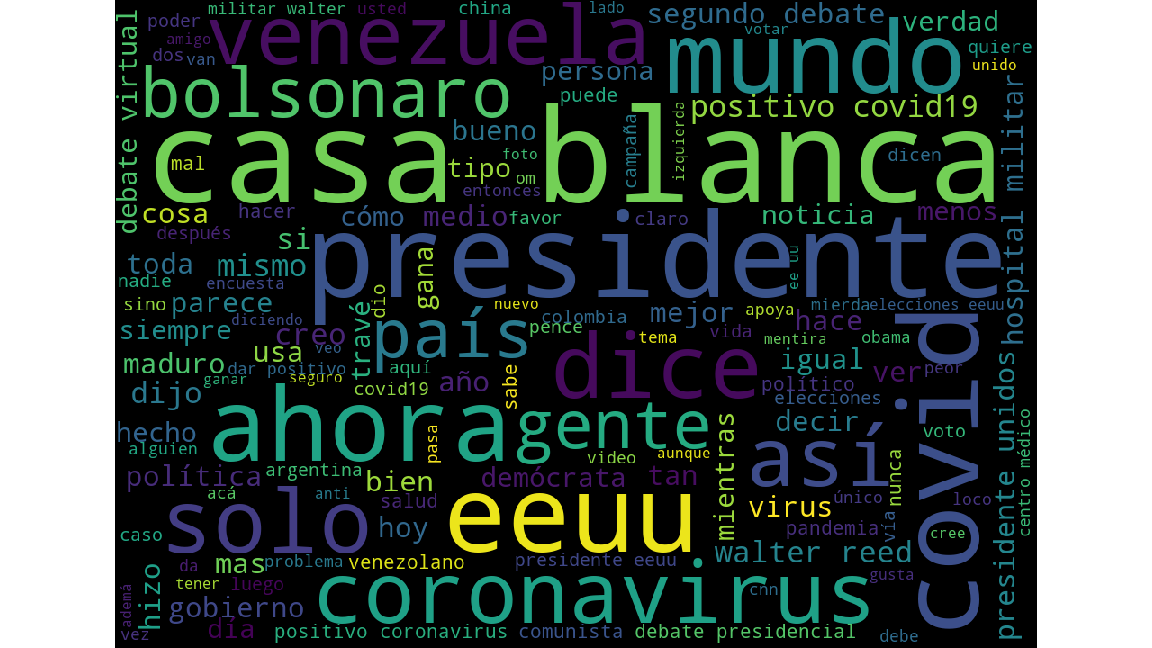 militar walter usted china lado segundo debate verdad
poder venezuela votar
amigo mundo quiere
dos van persona unido
debate virtual bolsonaro puede positivo covid19
casa blanca
bueno campaña izquierda dicen
mal tipo foto om
entonces
hospital militar
cosa hacer cómo medio favor claro noticia menos
después si presidente
toda mismo gana ee uu
nadie encuesta
sino parece travé dio nuevo mejor apoya mierda elecciones eeuu
diciendo colombia hace
siempre creo país pence vida
tema mentira obama
maduro usa veo dice igual
dar positivo aquí ver peor
ganar seguro covid19 año sabe político
dijo elecciones
covid
presidente unidos
ahora gente decir
hecho mientras así voto
alguien pasa video aunque centro médico
política argentina bien demócrata tan nunca
acá anti salud único loco
solo eeuu virus
caso hoy pandemia vía cree
mas problema venezolano presidente eeuu walter reed
da
hizo tener luego coronavirus cnn gusta
ademá gobierno
vez día positivo coronavirus comunista debate presidencial debe